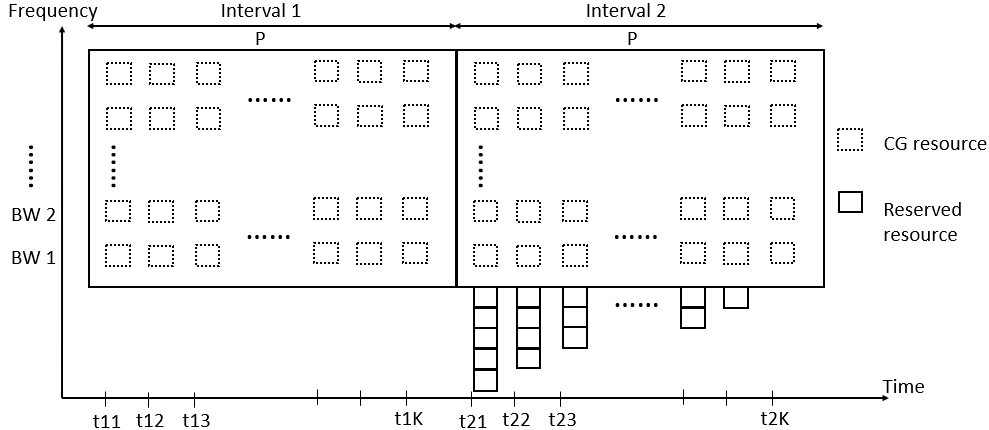 Frequency
Interval 1
Interval 2
P
P
......
......
CG resource
BW 2
Reserved
resource
......
......
BW 1
......
Time
t11 t12 t13
t1K
t21 t22 t23
t2K